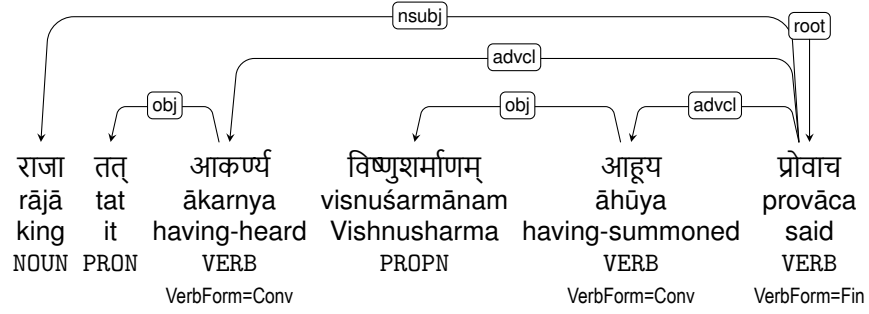 nsubj
root
advcl
obj obj advcl
राजा तत् आकर्ण्य विष्णुशर्माणम् आहूय प्रोवाच
rājā tat ākarnya visnuśarmānam āhūya provāca
king it having-heard Vishnusharma having-summoned said
NOUN PRON VERB PROPN VERB VERB
VerbForm=Conv VerbForm=Conv VerbForm=Fin